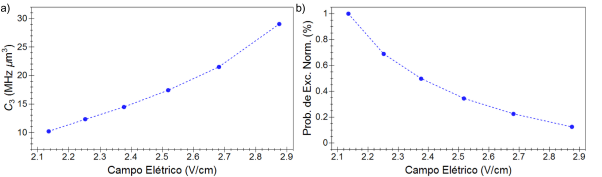 a)
C3 (MHz μm³)
30
25
20
15
10
2.1 2.2 2.3 2.4 2.5 2.6 2.7 2.8 2.9
Campo Elétrico (V/cm)
b)
Prob. de Exc. Norm. (%)
1
0.8
0.6
0.4
0.2
0
2.1 2.2 2.3 2.4 2.5 2.6 2.7 2.8 2.9
Campo Elétrico (V/cm)